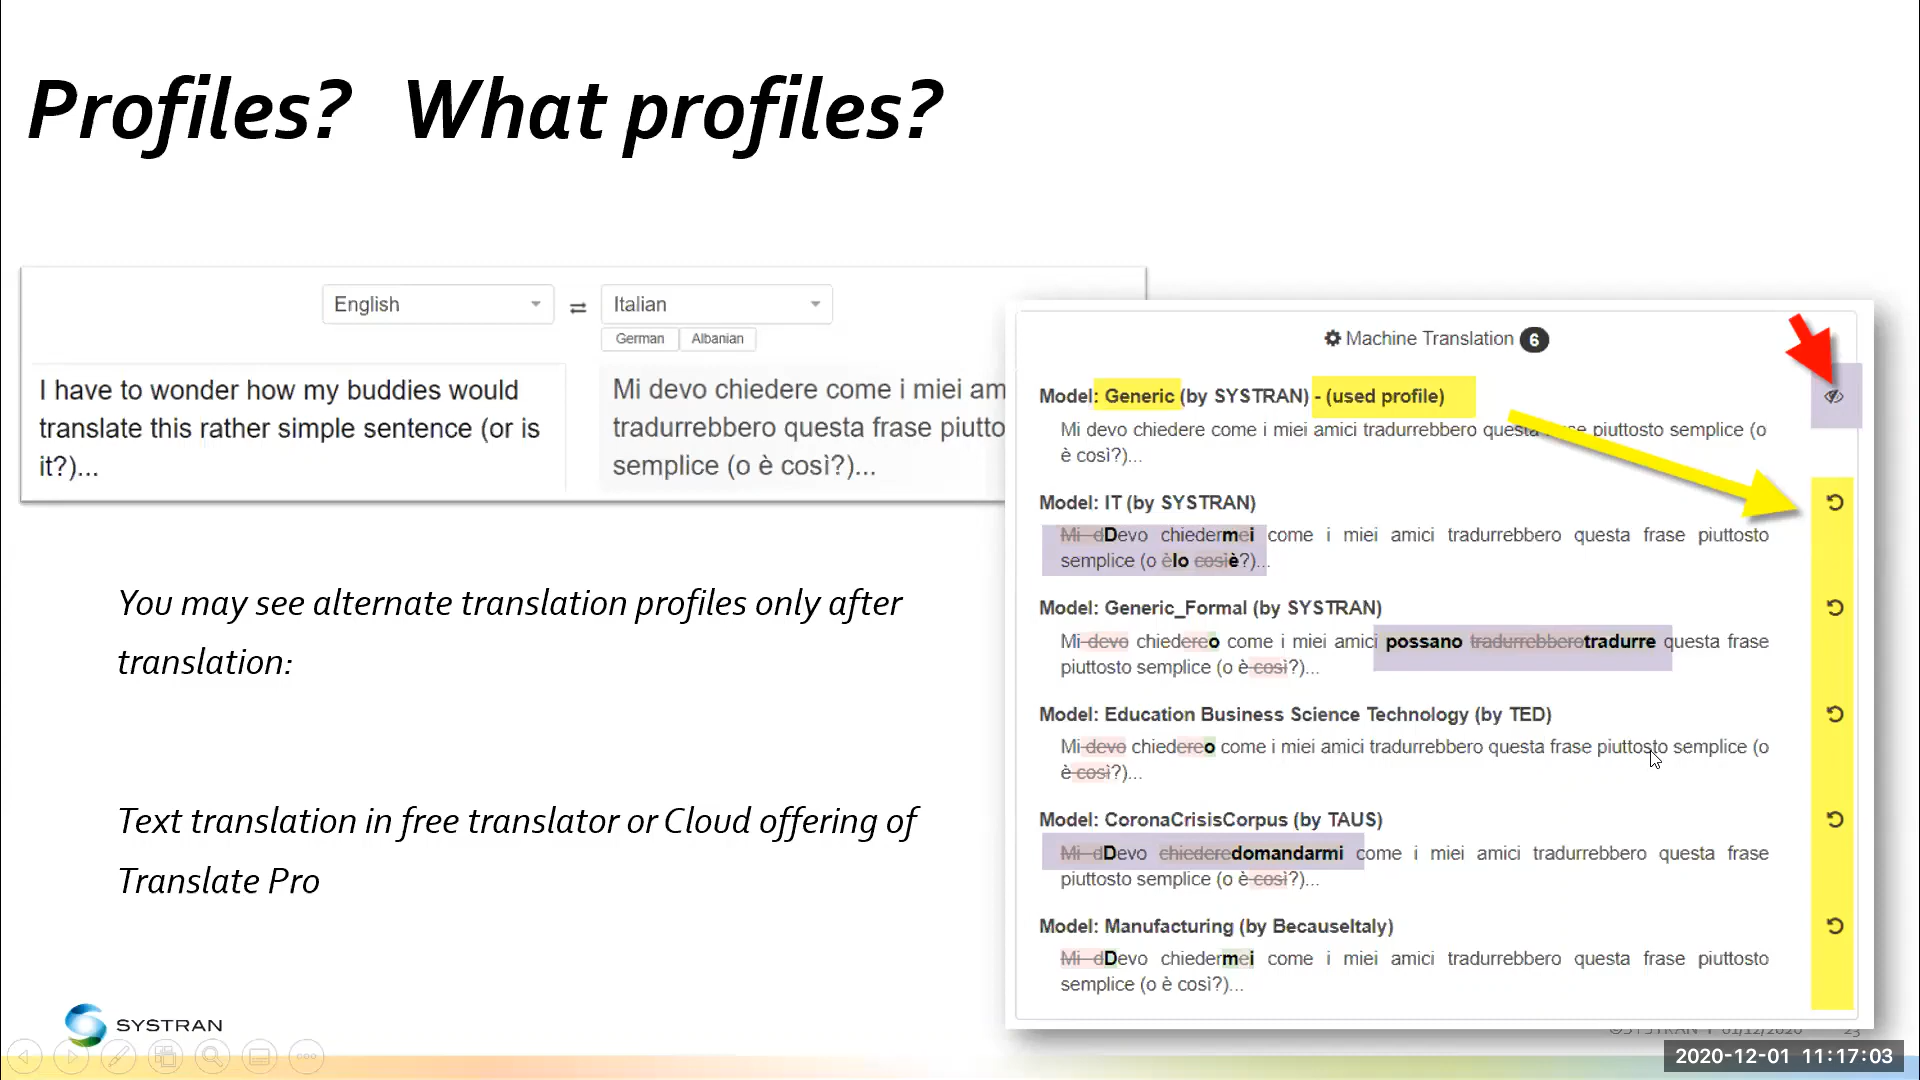 Profiles?   What profiles?
English
Italian
German
Albanian
I have to wonder how my buddies would
translate this rather simple sentence (or is
it?)...
Mi devo chiedere come i miei am
tradurrebbero questa frase piutto
semplice (o è così?)...
You may see alternate translation profiles only after
translation:
Text translation in free translator or Cloud offering of
Translate Pro
Machine Translation 6
Model: Generic (by SYSTRAN) - (used profile)
Mi devo chiedere come i miei amici tradurrebbero questa frase piuttosto semplice (o
è così?)...
Model: IT (by SYSTRAN)
Mi dDevo chiedermei come i miei amici tradurrebbero questa frase piuttosto
semplice (o èlo cosìè?)...
Model: Generic_Formal (by SYSTRAN)
Mi devo chiedereo come i miei amici possano tradurrebberotradurre questa frase
piuttosto semplice (o è così?)...
Model: Education Business Science Technology (by TED)
Mi devo chiedereo come i miei amici tradurrebbero questa frase piuttosto semplice (o
è così?)...
Model: CoronaCrisisCorpus (by TAUS)
Mi dDevo chiederedomandarmi come i miei amici tradurrebbero questa frase
piuttosto semplice (o è così?)...
Model: Manufacturing (by BecauseItaly)
Mi dDevo chiedermei come i miei amici tradurrebbero questa frase piuttosto
semplice (o è così?)...
SYSTRAN
©SYSTRAN | 01/12/2020 23
2020-12-01 11:17:03